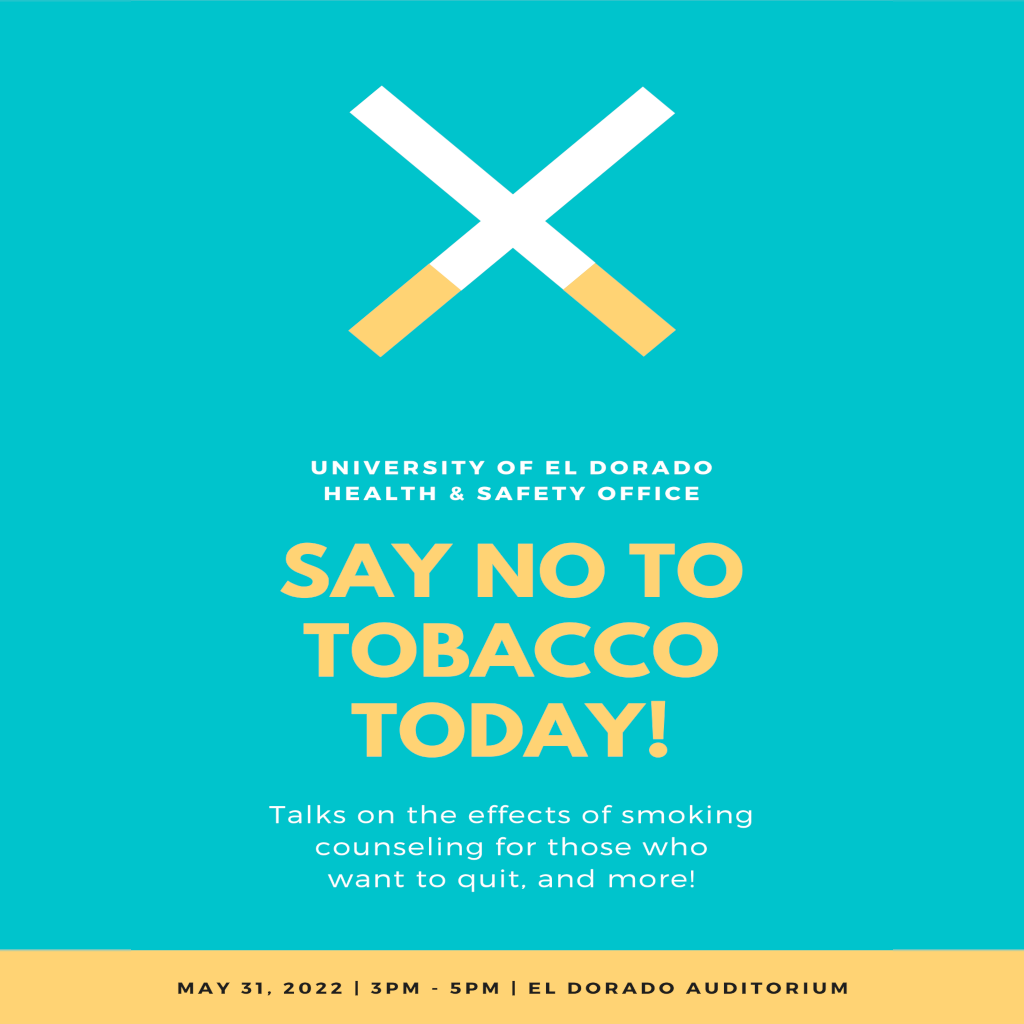 UNIVERSITY OF EL DORADO
HEALTH & SAFETY OFFICE
SAY NO TO
TOBACCO
TODAY!
Talks on the effects of smoking
counseling for those who
want to quit, and more!
MAY 31, 2022 | 3PM - 5PM | EL DORADO AUDITORIUM